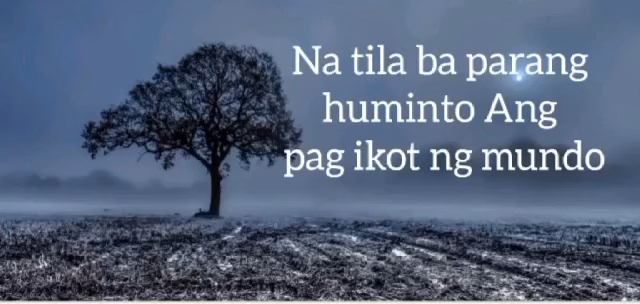 Na tila ba parang
huminto Ang
pag ikot ng mundo